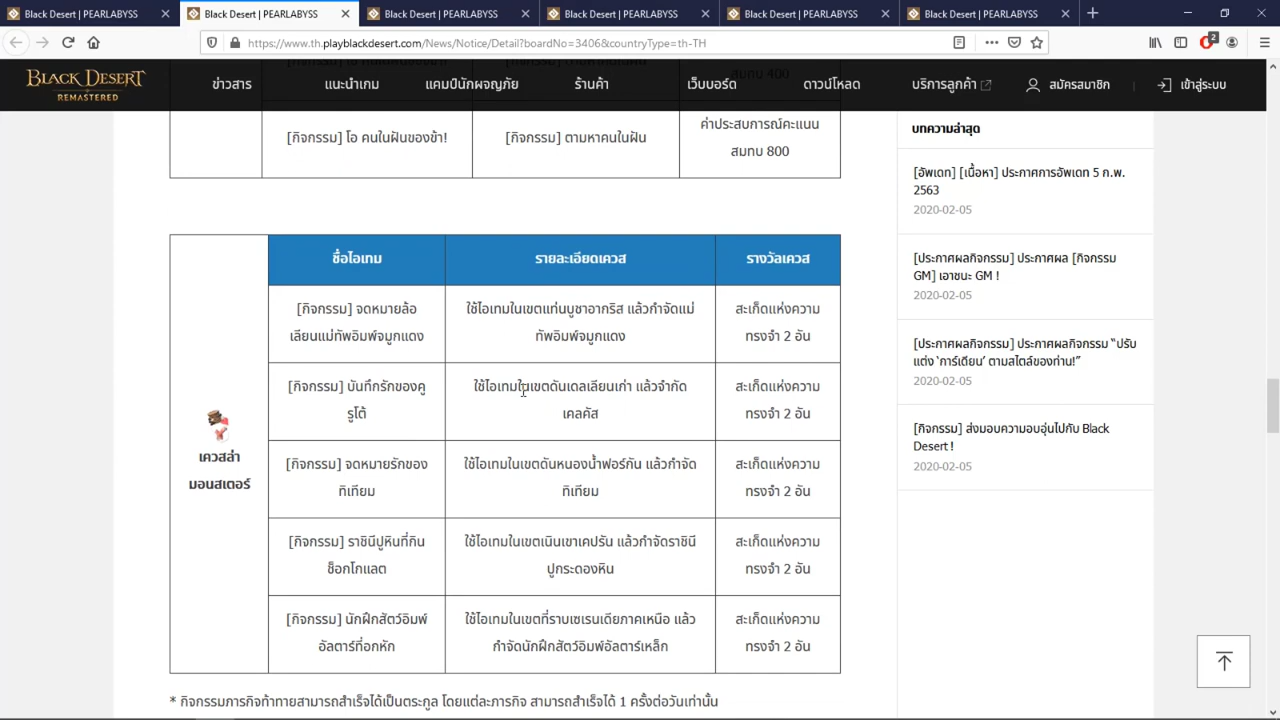 Black Desert | PEARLABYSS
Black Desert | PEARLABYSS
Black Desert | PEARLABYSS
Black Desert | PEARLABYSS
Black Desert | PEARLABYSS
Black Desert | PEARLABYSS
https://www.th.playblackdesert.com/News/Notice/Detail?boardNo=3406&countryType=th-TH
2
BLACK DESERT
REMASTERED
ข่าวสาร
แนะนำเกม
แคมป์นักผจญภัย
ร้านค้า
เว็บบอร์ด
ดาวน์โหลด
บริการลูกค้า
สมัครสมาชิก
เข้าสู่ระบบ
สมทบ 400
[กิจกรรม] โอ คนในฝันของข้า!
[กิจกรรม] ตามหาคนในฝัน
ค่าประสบการณ์คะแนน
สมทบ 800
ชื่อไอเทม
รายละเอียดเควส
รางวัลเควส
เควสล่า
มอนสเตอร์
[กิจกรรม] จดหมายล้อ
เลียนแม่ทัพอิมพ์จมูกแดง
ใช้ไอเทมในเขตแท่นบูชาอากริส แล้วกำจัดแม่
ทัพอิมพ์จมูกแดง
สะเก็ดแห่งความ
ทรงจำ 2 อัน
[กิจกรรม] บันทึกรักของคู
รูโต้
ใช้ไอเทมในเขตดันเดลเลียนเก่า แล้วจำกัด
เคลคัส
สะเก็ดแห่งความ
ทรงจำ 2 อัน
[กิจกรรม] จดหมายรักของ
ทิเทียม
ใช้ไอเทมในเขตดันหนองน้ำฟอร์กัน แล้วกำจัด
ทิเทียม
สะเก็ดแห่งความ
ทรงจำ 2 อัน
[กิจกรรม] ราชินีปูหินที่กิน
ช็อกโกแลต
ใช้ไอเทมในเขตเนินเขาเคปรัน แล้วกำจัดราชินี
ปูกระดองหิน
สะเก็ดแห่งความ
ทรงจำ 2 อัน
[กิจกรรม] นักฝึกสัตว์อิมพ์
อัลตาร์ที่อกหัก
ใช้ไอเทมในเขตที่ราบเซเรนเดียภาคเหนือ แล้ว
กำจัดนักฝึกสัตว์อิมพ์อัลตาร์เหล็ก
สะเก็ดแห่งความ
ทรงจำ 2 อัน
* กิจกรรมภารกิจท้าทายสามารถสำเร็จได้เป็นตระกูล โดยแต่ละภารกิจ สามารถสำเร็จได้ 1 ครั้งต่อวันเท่านั้น
บทความล่าสุด
[อัพเดท] [เนื้อหา] ประกาศการอัพเดท 5 ก.พ.
2563
2020-02-05
[ประกาศผลกิจกรรม] ประกาศผล [กิจกรรม
GM] เอาชนะ GM !
2020-02-05
[ประกาศผลกิจกรรม] ประกาศผลกิจกรรม “ปรับ
แต่ง ‘การ์เดียน’ ตามสไตล์ของท่าน!”
2020-02-05
[กิจกรรม] ส่งมอบความอบอุ่นไปกับ Black
Desert !
2020-02-05